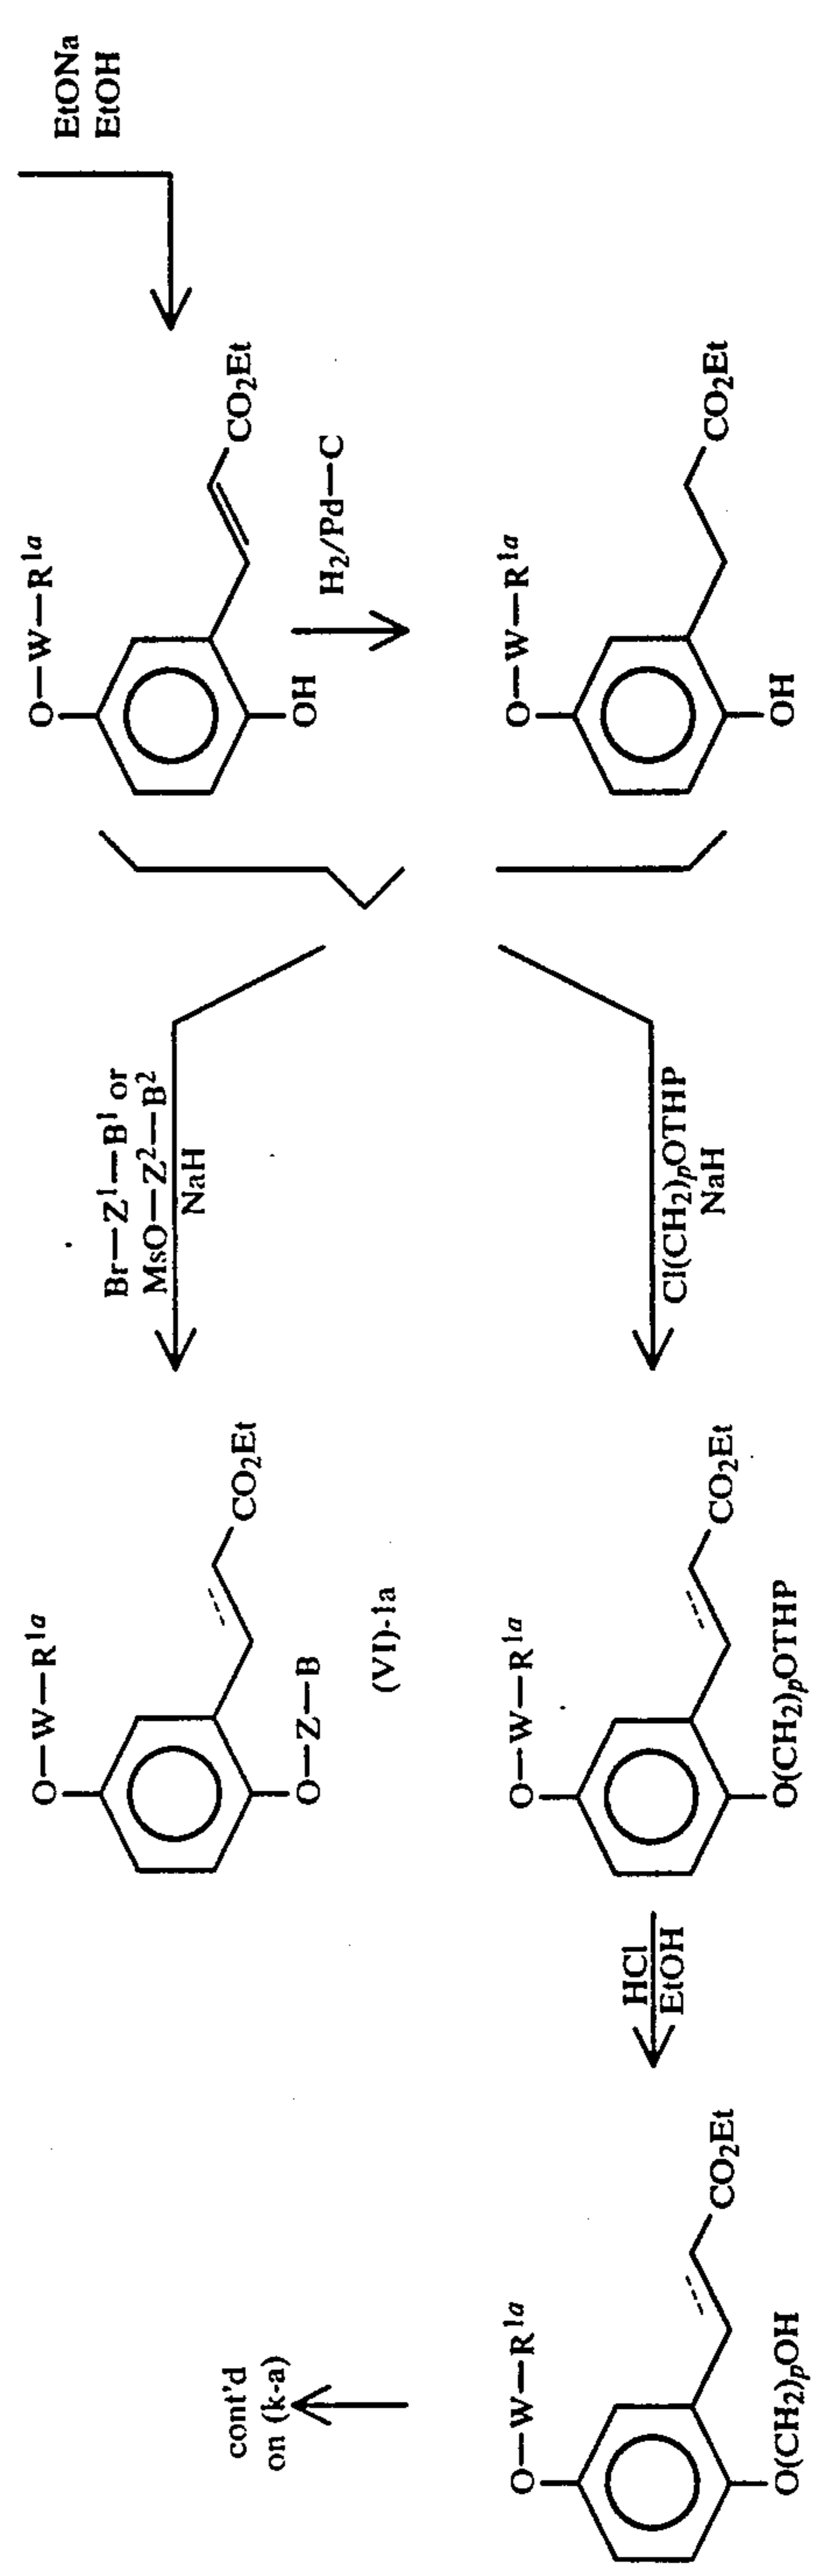 EtONa
EtOH
O—W—R1a
CO2Et
OH
H2/Pd—C
O—W—R1a
CO2Et
OH
Br—Z1—B1 or
MsO—Z2—B2
NaH
O—W—R1a
CO2Et
O—Z—B
(VI)-1a
Cl(CH2)pOTHP
NaH
O—W—R1a
CO2Et
O(CH2)pOTHP
HCl
EtOH
O—W—R1a
CO2Et
O(CH2)pOH
cont'd
on (k-a)